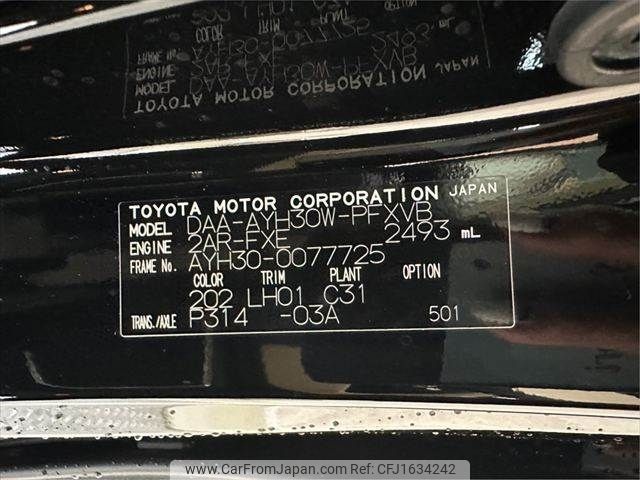 TOYOTA MOTOR CORPORATION JAPAN
MODEL DAA-AYH30W-PFXVB
ENGINE 2AR-FXE 2493 mL
FRAME No. AYH30-0077725
COLOR TRIM PLANT OPTION
202 LH01 C31
TRANS./AXLE P314 -03A 501
www.CarFromJapan.com | Ref No. CFJ1634242